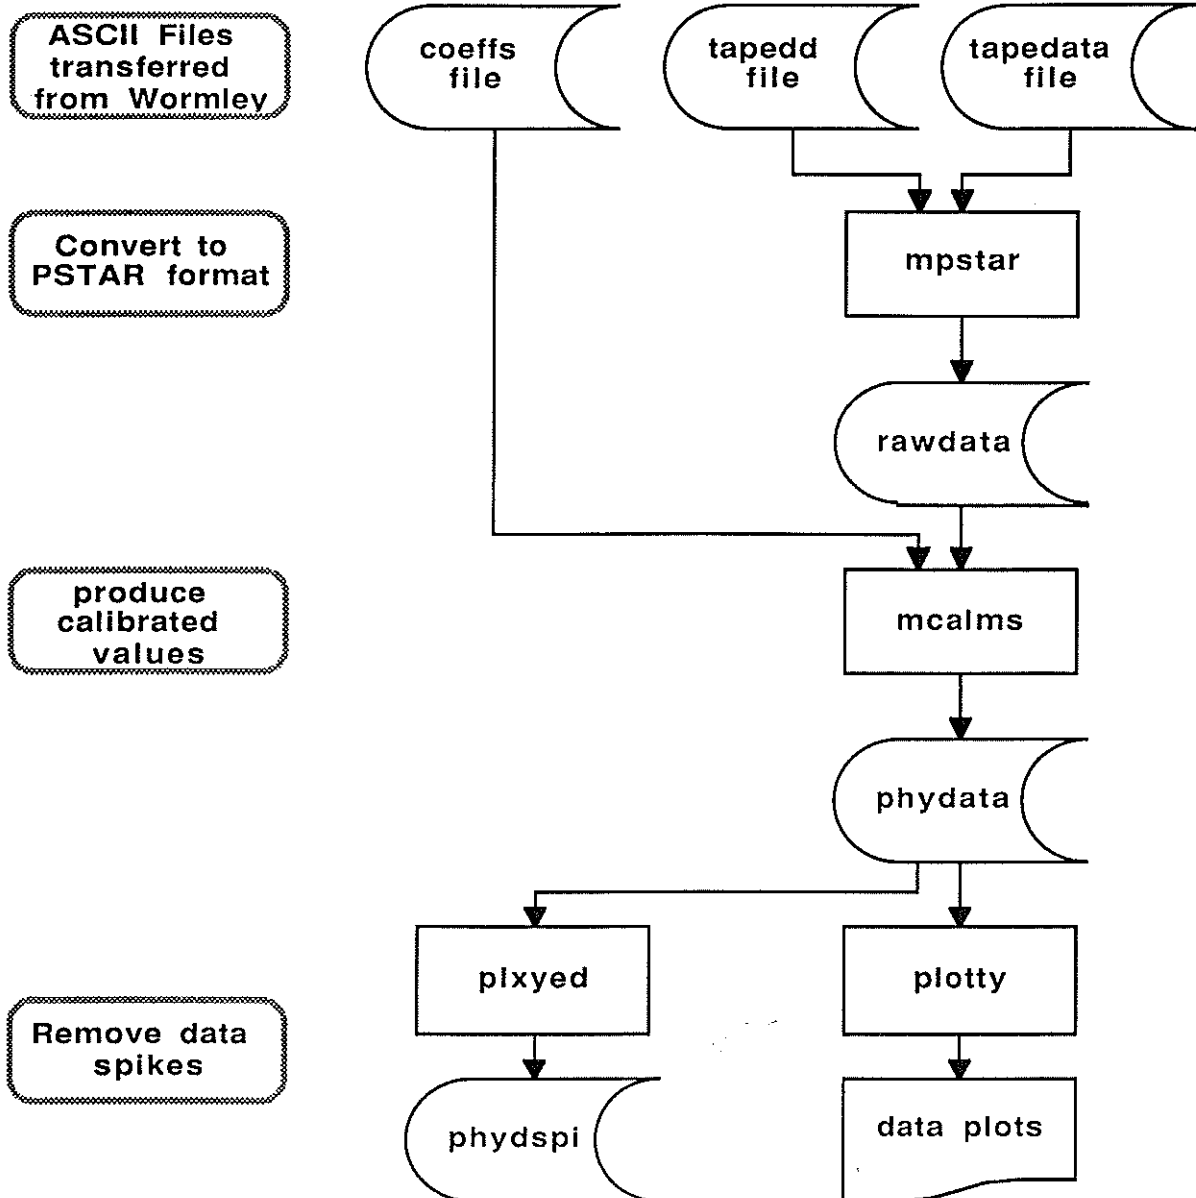 ASCII Files
transferred
from Wormley
coeffs
file
tapedd
file
tapedata
file
Convert to
PSTAR format
mpstar
rawdata
produce
calibrated
values
mcalms
phydata
plxyed
plotty
Remove data
spikes
phydspi
data plots